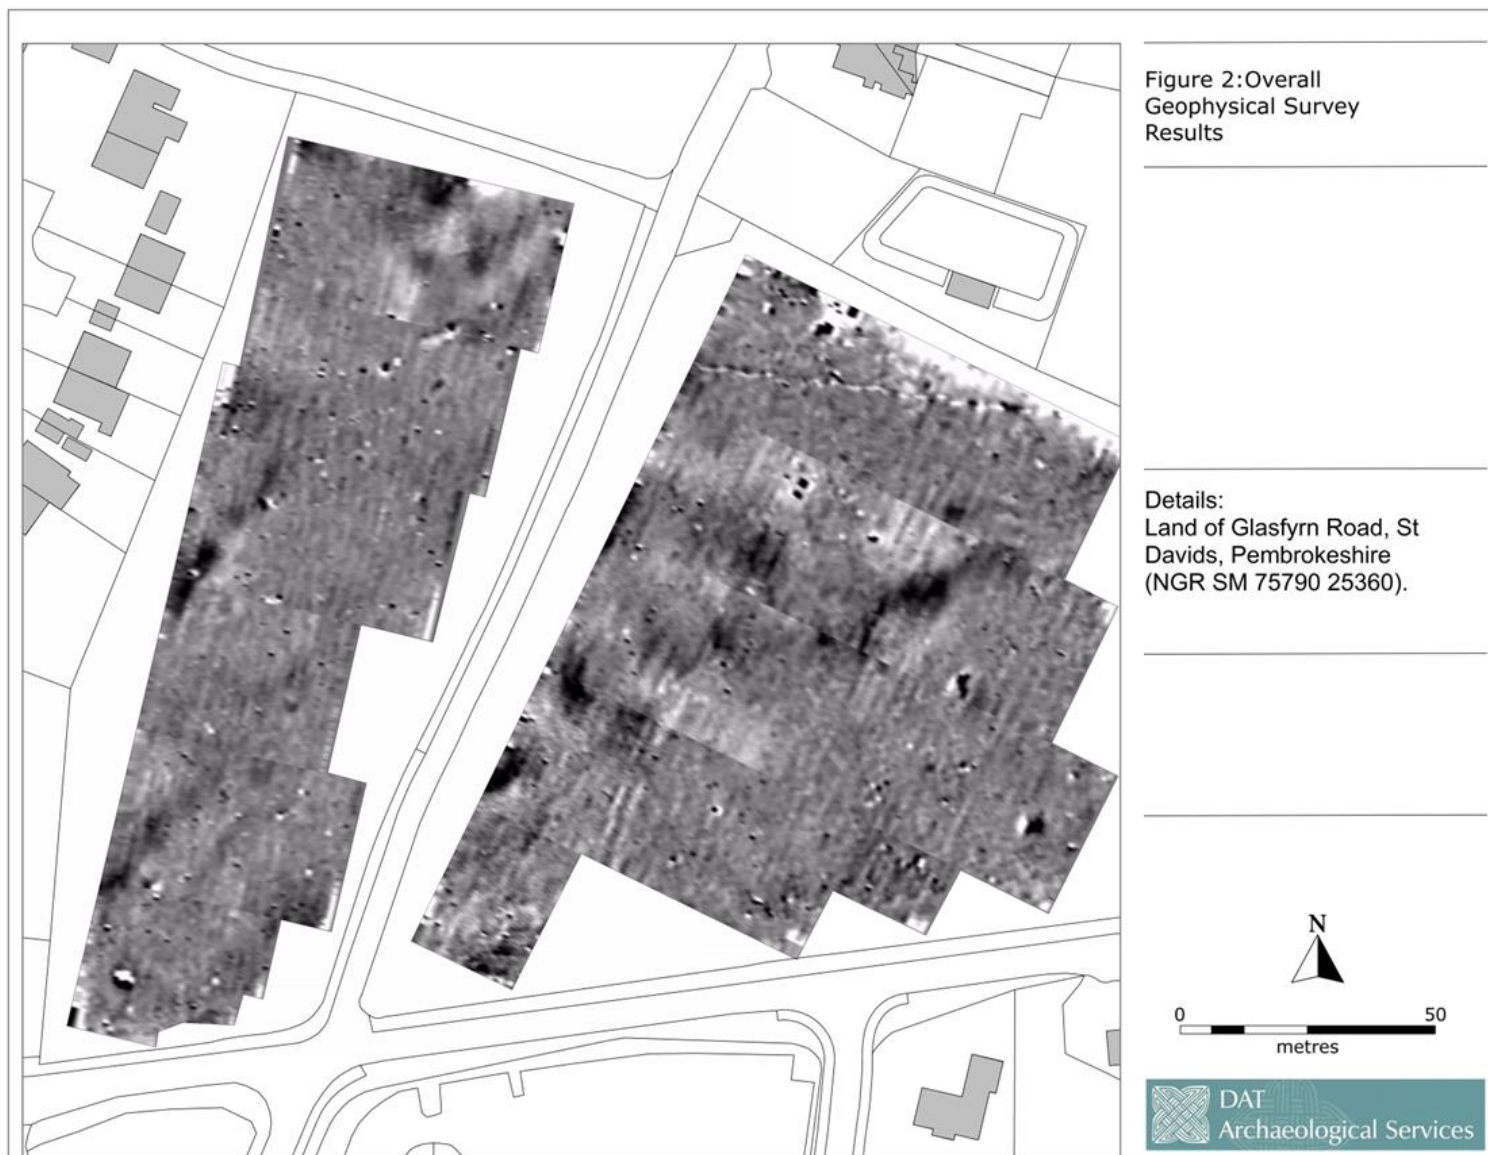 Figure 2:Overall
Geophysical Survey
Results
Details:
Land of Glasfyrn Road, St
Davids, Pembrokeshire
(NGR SM 75790 25360).
N
0 50
metres
DAT
Archaeological Services